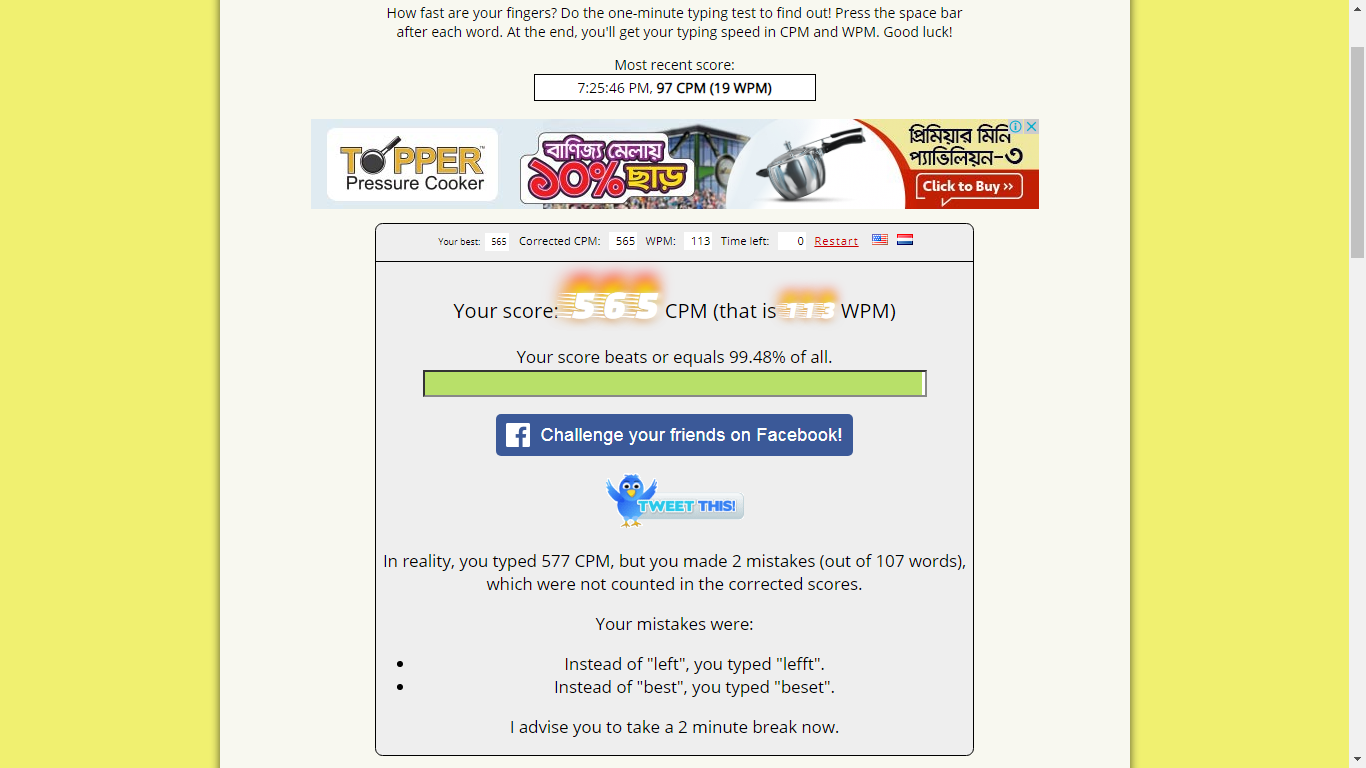 How fast are your fingers? Do the one-minute typing test to find out! Press the space bar
after each word. At the end, you'll get your typing speed in CPM and WPM. Good luck!
Most recent score:
7:25:46 PM, 97 CPM (19 WPM)
TOPPER™
Pressure Cooker
বাণিজ্য মেলায়
১০% ছাড়
প্রিমিয়ার মিনি
প্যাভিলিয়ন-৩
Click to Buy »
Your best: 565 Corrected CPM: 565 WPM: 113 Time left: 0 Restart
Your score: 565 CPM (that is 113 WPM)
Your score beats or equals 99.48% of all.
Challenge your friends on Facebook!
TWEET THIS!
In reality, you typed 577 CPM, but you made 2 mistakes (out of 107 words),
which were not counted in the corrected scores.
Your mistakes were:
• Instead of "left", you typed "lefft".
• Instead of "best", you typed "beset".
I advise you to take a 2 minute break now.